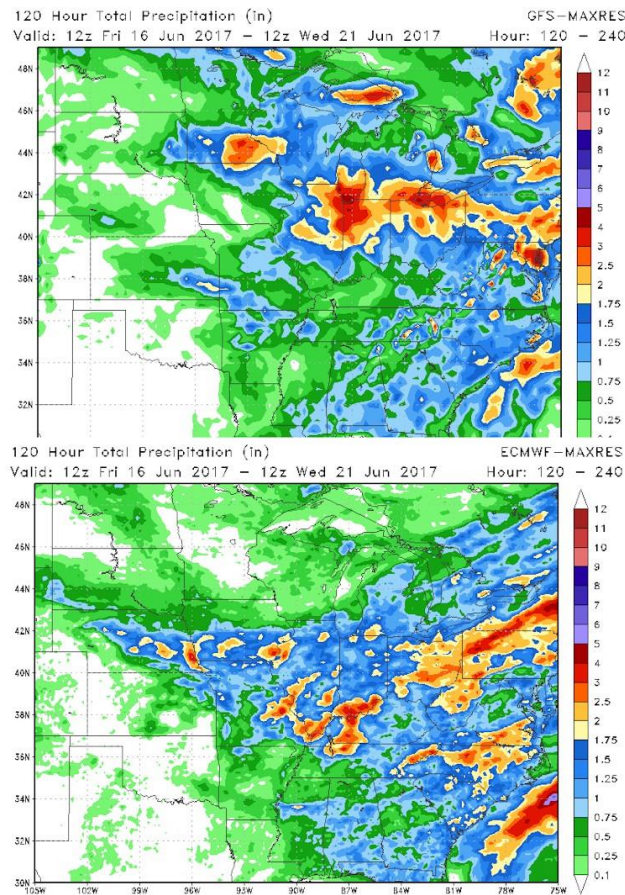 120 Hour Total Precipitation (in) GFS-MAXRES
Valid: 12z Fri 16 Jun 2017 -12z Wed 21 Jun 2017 Hour: 120 - 240
48N
46N
44N
42N
40N
38N
36N
34N
32N
12
11
10
9
8
7
6
5
4
3
2.5
2
1.75
1.5
1.25
1
0.75
0.5
0.25
0.1
120 Hour Total Precipitation (in) ECMWF-MAXRES
Valid: 12z Fri 16 Jun 2017 -12z Wed 21 Jun 2017 Hour: 120 - 240
48N
46N
44N
42N
40N
38N
36N
34N
32N
30N
105W 102W 99W 96W 93W 90W 87W 84W 81W 78W 75W
12
11
10
9
8
7
6
5
4
3
2.5
2
1.75
1.5
1.25
1
0.75
0.5
0.25
0.1